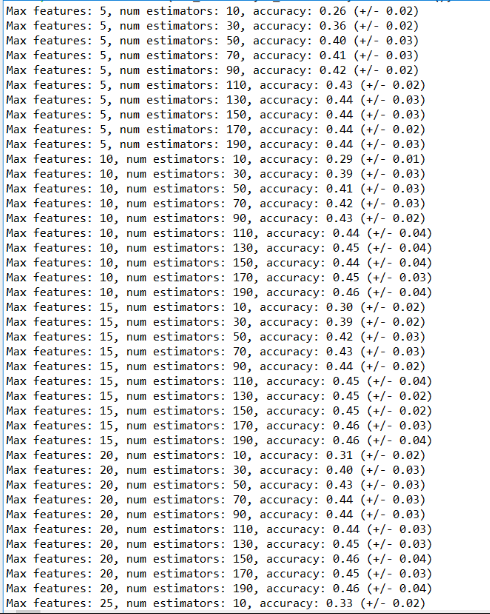 Max features: 5, num estimators: 10, accuracy: 0.26 (+/- 0.02)
Max features: 5, num estimators: 30, accuracy: 0.36 (+/- 0.02)
Max features: 5, num estimators: 50, accuracy: 0.40 (+/- 0.03)
Max features: 5, num estimators: 70, accuracy: 0.41 (+/- 0.03)
Max features: 5, num estimators: 90, accuracy: 0.42 (+/- 0.02)
Max features: 5, num estimators: 110, accuracy: 0.43 (+/- 0.02)
Max features: 5, num estimators: 130, accuracy: 0.44 (+/- 0.03)
Max features: 5, num estimators: 150, accuracy: 0.44 (+/- 0.03)
Max features: 5, num estimators: 170, accuracy: 0.44 (+/- 0.02)
Max features: 5, num estimators: 190, accuracy: 0.44 (+/- 0.03)
Max features: 10, num estimators: 10, accuracy: 0.29 (+/- 0.01)
Max features: 10, num estimators: 30, accuracy: 0.39 (+/- 0.03)
Max features: 10, num estimators: 50, accuracy: 0.41 (+/- 0.03)
Max features: 10, num estimators: 70, accuracy: 0.42 (+/- 0.03)
Max features: 10, num estimators: 90, accuracy: 0.43 (+/- 0.02)
Max features: 10, num estimators: 110, accuracy: 0.44 (+/- 0.04)
Max features: 10, num estimators: 130, accuracy: 0.45 (+/- 0.04)
Max features: 10, num estimators: 150, accuracy: 0.44 (+/- 0.04)
Max features: 10, num estimators: 170, accuracy: 0.45 (+/- 0.03)
Max features: 10, num estimators: 190, accuracy: 0.46 (+/- 0.04)
Max features: 15, num estimators: 10, accuracy: 0.30 (+/- 0.02)
Max features: 15, num estimators: 30, accuracy: 0.39 (+/- 0.02)
Max features: 15, num estimators: 50, accuracy: 0.42 (+/- 0.03)
Max features: 15, num estimators: 70, accuracy: 0.43 (+/- 0.03)
Max features: 15, num estimators: 90, accuracy: 0.44 (+/- 0.02)
Max features: 15, num estimators: 110, accuracy: 0.45 (+/- 0.04)
Max features: 15, num estimators: 130, accuracy: 0.45 (+/- 0.02)
Max features: 15, num estimators: 150, accuracy: 0.45 (+/- 0.02)
Max features: 15, num estimators: 170, accuracy: 0.46 (+/- 0.03)
Max features: 15, num estimators: 190, accuracy: 0.46 (+/- 0.04)
Max features: 20, num estimators: 10, accuracy: 0.31 (+/- 0.02)
Max features: 20, num estimators: 30, accuracy: 0.40 (+/- 0.03)
Max features: 20, num estimators: 50, accuracy: 0.43 (+/- 0.03)
Max features: 20, num estimators: 70, accuracy: 0.44 (+/- 0.03)
Max features: 20, num estimators: 90, accuracy: 0.44 (+/- 0.03)
Max features: 20, num estimators: 110, accuracy: 0.44 (+/- 0.03)
Max features: 20, num estimators: 130, accuracy: 0.45 (+/- 0.03)
Max features: 20, num estimators: 150, accuracy: 0.46 (+/- 0.04)
Max features: 20, num estimators: 170, accuracy: 0.45 (+/- 0.03)
Max features: 20, num estimators: 190, accuracy: 0.46 (+/- 0.04)
Max features: 25, num estimators: 10, accuracy: 0.33 (+/- 0.02)